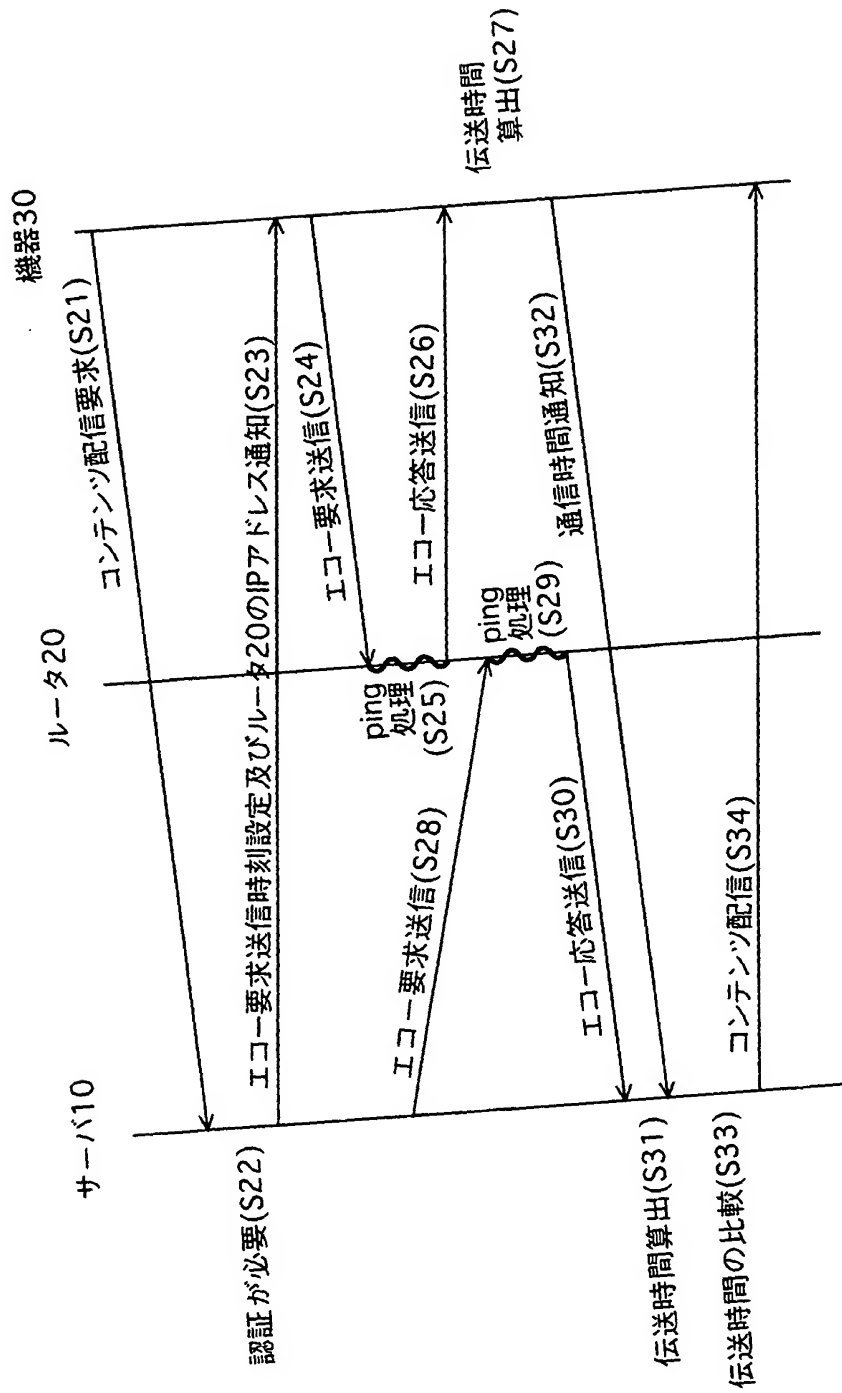 サーバ10
ルータ20
機器30
コンテンツ配信要求(S21)
認証が必要(S22)
エコー要求送信時刻設定及びルータ20のIPアドレス通知(S23)
エコー要求送信(S24)
ping
処理
(S25)
エコー応答送信(S26)
伝送時間
算出(S27)
エコー要求送信(S28)
ping
処理
(S29)
エコー応答送信(S30)
伝送時間算出(S31)
通信時間通知(S32)
伝送時間の比較(S33)
コンテンツ配信(S34)